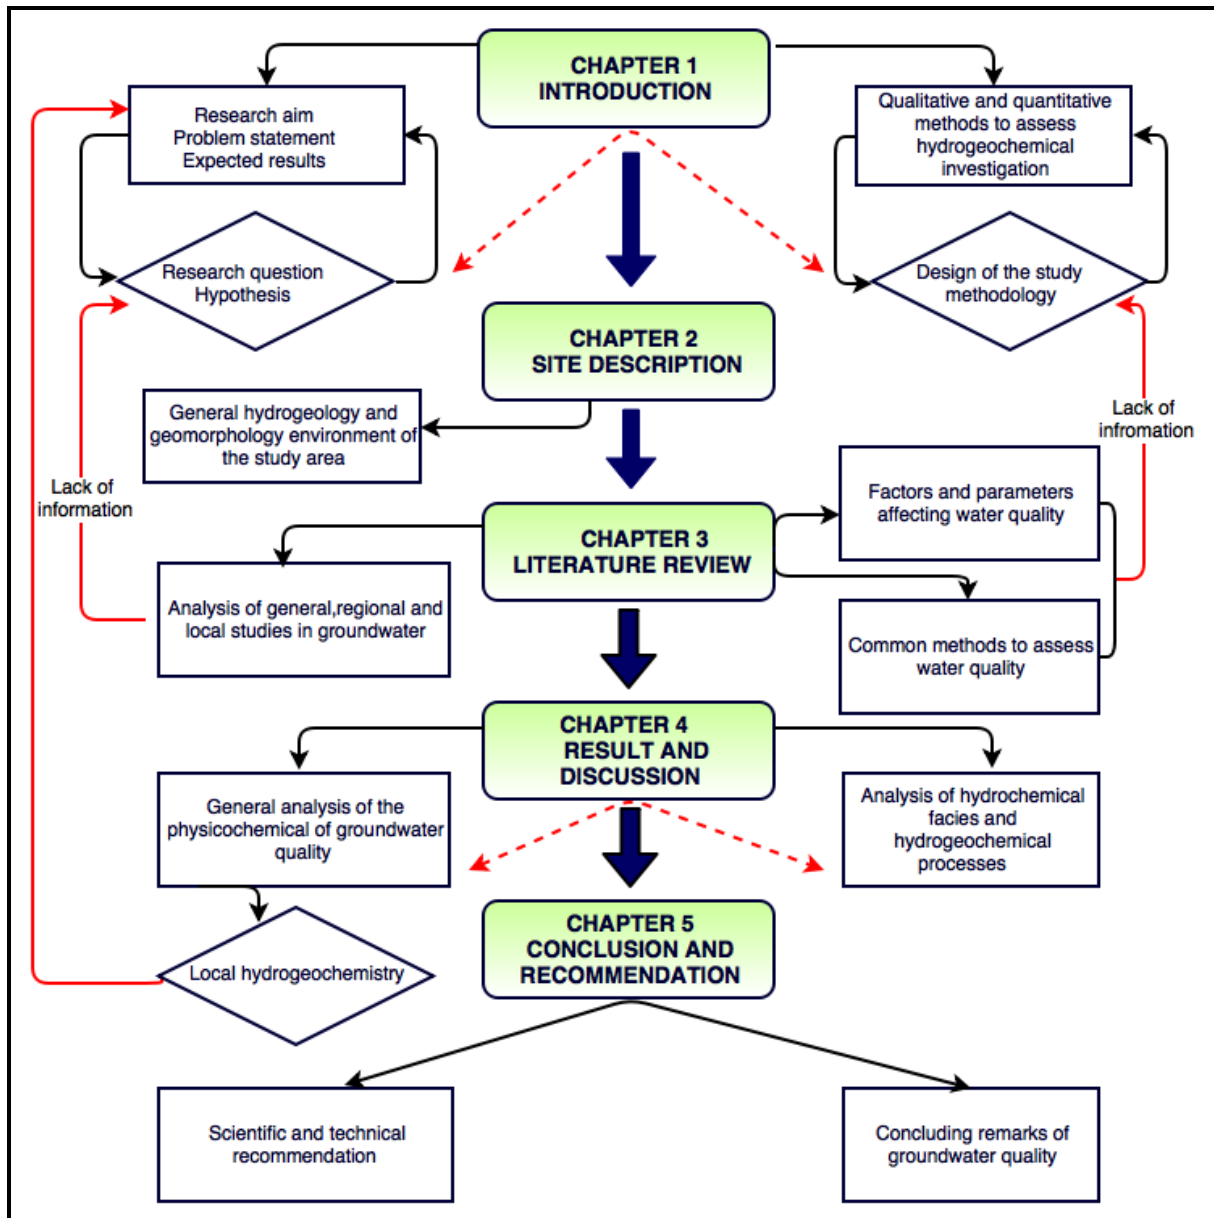 CHAPTER 1
INTRODUCTION
Research aim
Problem statement
Expected results
Qualitative and quantitative
methods to assess
hydrogeochemical
investigation
Research question
Hypothesis
Design of the study
methodology
CHAPTER 2
SITE DESCRIPTION
General hydrogeology and
geomorphology environment of
the study area
Lack of
infromation
Lack of
information
Factors and parameters
affecting water quality
CHAPTER 3
LITERATURE REVIEW
Analysis of general,regional and
local studies in groundwater
Common methods to assess
water quality
CHAPTER 4
RESULT AND
DISCUSSION
General analysis of the
physicochemical of groundwater
quality
Analysis of hydrochemical
facies and
hydrogeochemical
processes
CHAPTER 5
CONCLUSION AND
RECOMMENDATION
Local hydrogeochemistry
Scientific and technical
recommendation
Concluding remarks of
groundwater quality